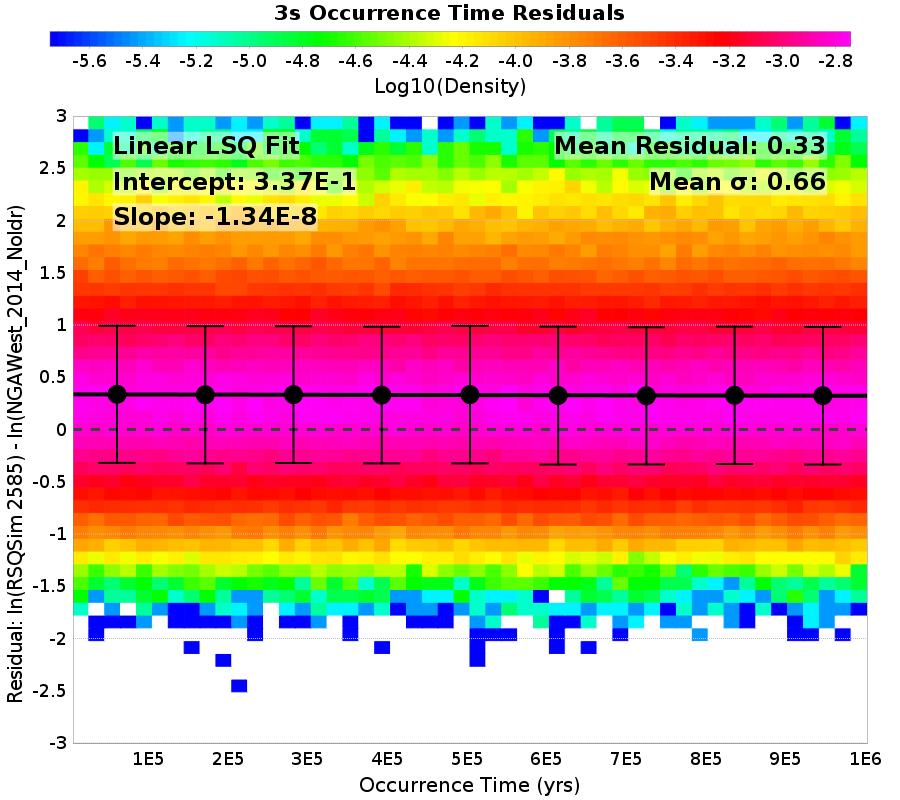 3s Occurrence Time Residuals
-5.6 -5.4 -5.2 -5.0 -4.8 -4.6 -4.4 -4.2 -4.0 -3.8 -3.6 -3.4 -3.2 -3.0 -2.8
Log10(Density)
Residual: ln(RSQSim 2585) - ln(NGAWest_2014_NoIdr)
3
2.5
2
1.5
1
0.5
0
-0.5
-1
-1.5
-2
-2.5
-3
Linear LSQ Fit
Intercept: 3.37E-1
Slope: -1.34E-8
Mean Residual: 0.33
Mean σ: 0.66
1E5 2E5 3E5 4E5 5E5 6E5 7E5 8E5 9E5 1E6
Occurrence Time (yrs)